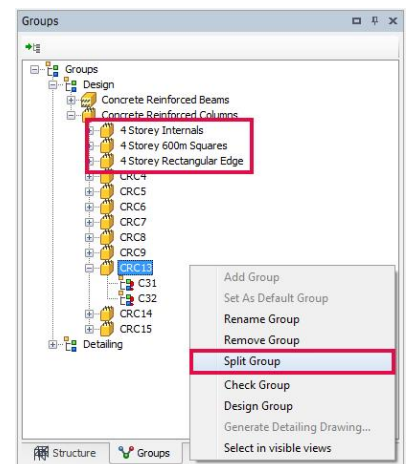 Groups
Groups
Design
Concrete Reinforced Beams
Concrete Reinforced Columns
4 Storey Internals
4 Storey 600m Squares
4 Storey Rectangular Edge
CRC4
CRC5
CRC6
CRC7
CRC8
CRC9
CRC13
C31
C32
CRC14
CRC15
Detailing
Add Group
Set As Default Group
Rename Group
Remove Group
Split Group
Check Group
Design Group
Generate Detailing Drawing...
Select in visible views
Structure
Groups